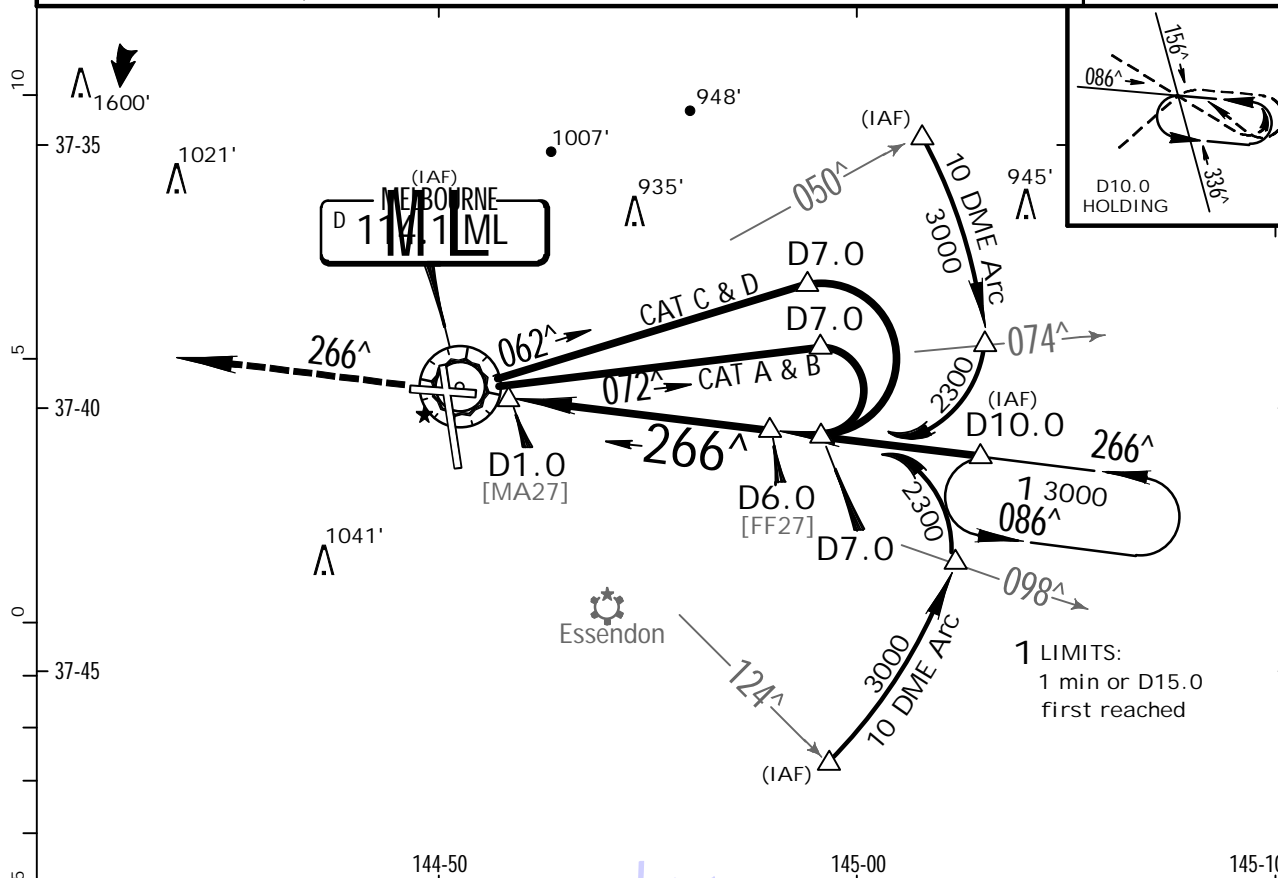 10
1600'
37-35
1021'
1007'
948'
935'
945'
(IAF)
MELBOURNE
D 114.1 ML
ML
(IAF)
050^
10 DME Arc
3000
156^
086^
336^
D10.0
HOLDING
D7.0
CAT C & D
D7.0
062^
CAT A & B
072^
074^
2300
5
266^
37-40
(IAF)
D10.0
266^
266^
D1.0
[MA27]
D6.0
[FF27]
D7.0
2300
1 3000
086^
098^
1041'
Essendon
0
37-45
124^
3000
10 DME Arc
(IAF)
1 LIMITS:
1 min or D15.0
first reached
5
144-50
145-00
145-10